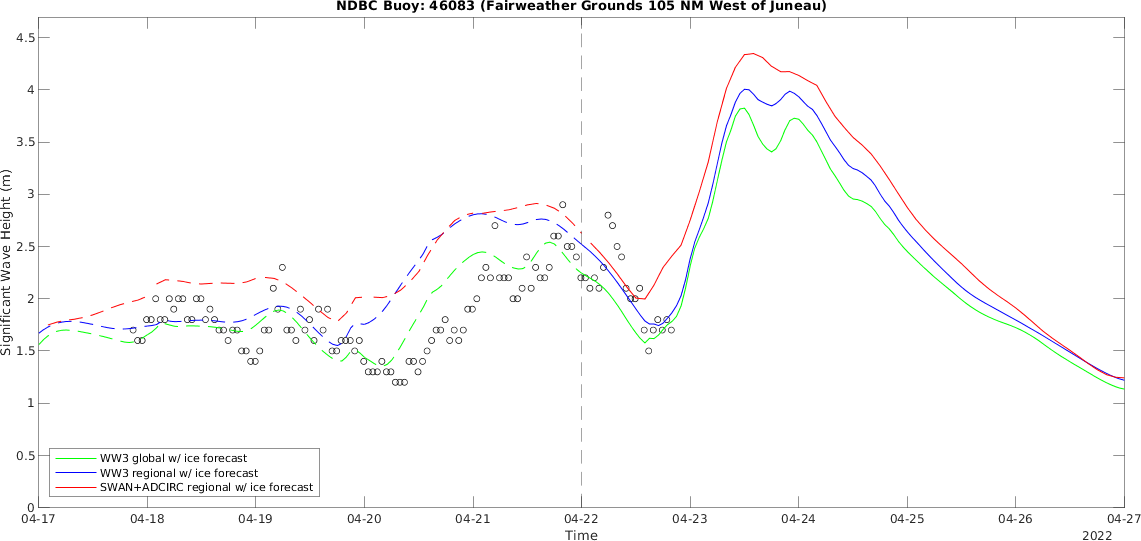 NDBC Buoy: 46083 (Fairweather Grounds 105 NM West of Juneau)
Significant Wave Height (m)
4.5
4
3.5
3
2.5
2
1.5
1
0.5
0
WW3 global w/ ice forecast
WW3 regional w/ ice forecast
SWAN+ADCIRC regional w/ ice forecast
04-17 04-18 04-19 04-20 04-21 04-22 04-23 04-24 04-25 04-26 04-27
Time
2022